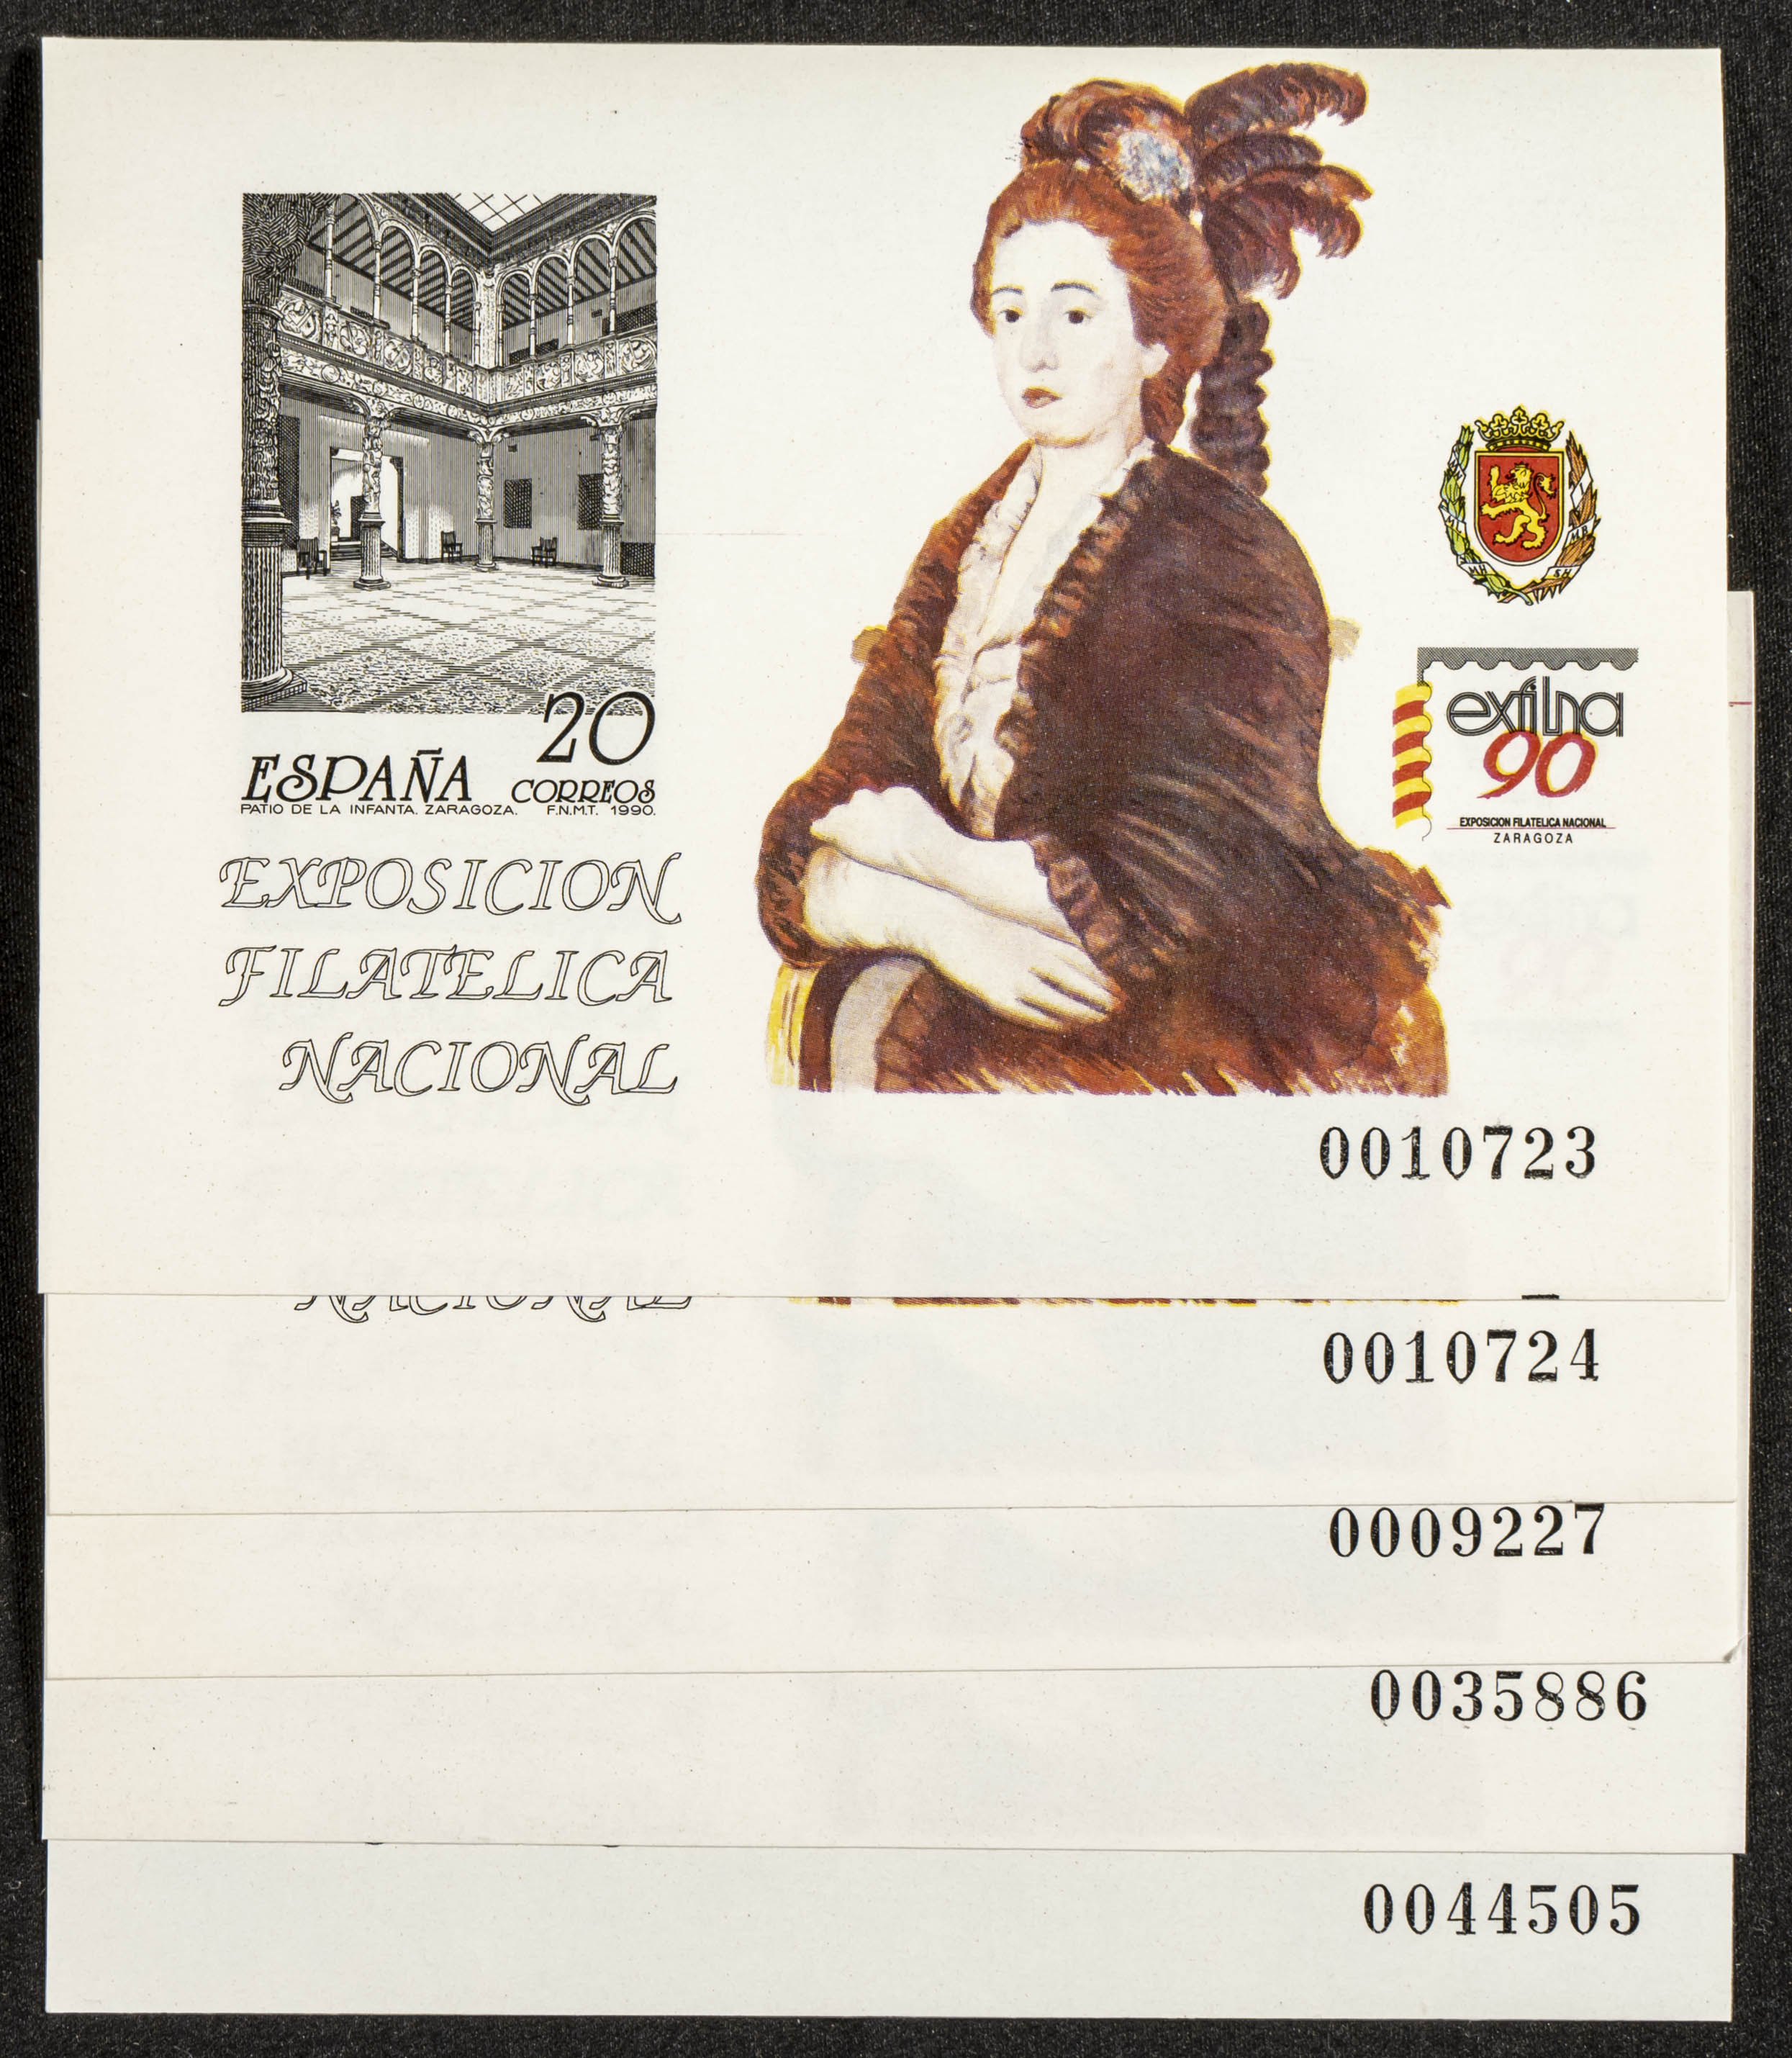 20
ESPAÑA CORREOS
PATIO DE LA INFANTA. ZARAGOZA. F.N.M.T. 1990.
EXPOSICION
FILATELICA
NACIONAL
exfilna
90
EXPOSICION FILATELICA NACIONAL
ZARAGOZA
0010723
NACIONAL
0010724
0009227
0035886
0044505